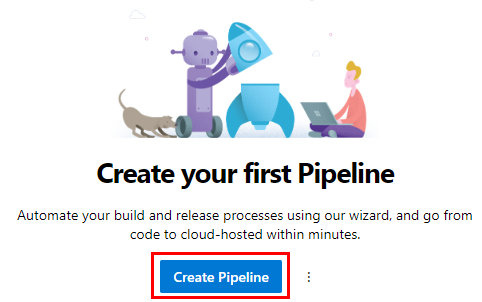 Create your first Pipeline
Automate your build and release processes using our wizard, and go from
code to cloud-hosted within minutes.
Create Pipeline